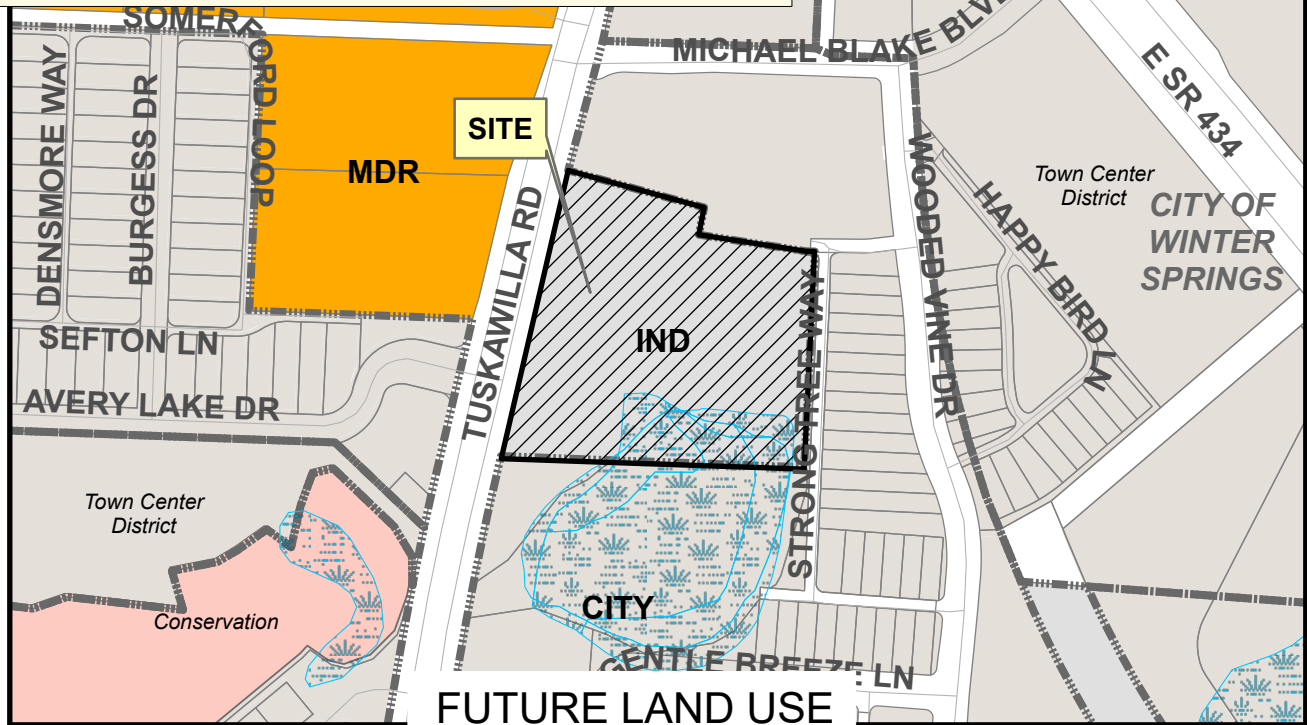 SOMERFORD LOOP
MICHAEL BLAKE BLVD
E SR 434
DENSMORE WAY
BURGESS DR
SITE
MDR
TUSKAWILLA RD
WOODED VINE DR
HAPPY BIRD LN
Town Center
District
CITY OF
WINTER
SPRINGS
SEFTON LN
IND
STRONG TREE WAY
AVERY LAKE DR
Town Center
District
Conservation
CITY
GENTLE BREEZE LN
FUTURE LAND USE